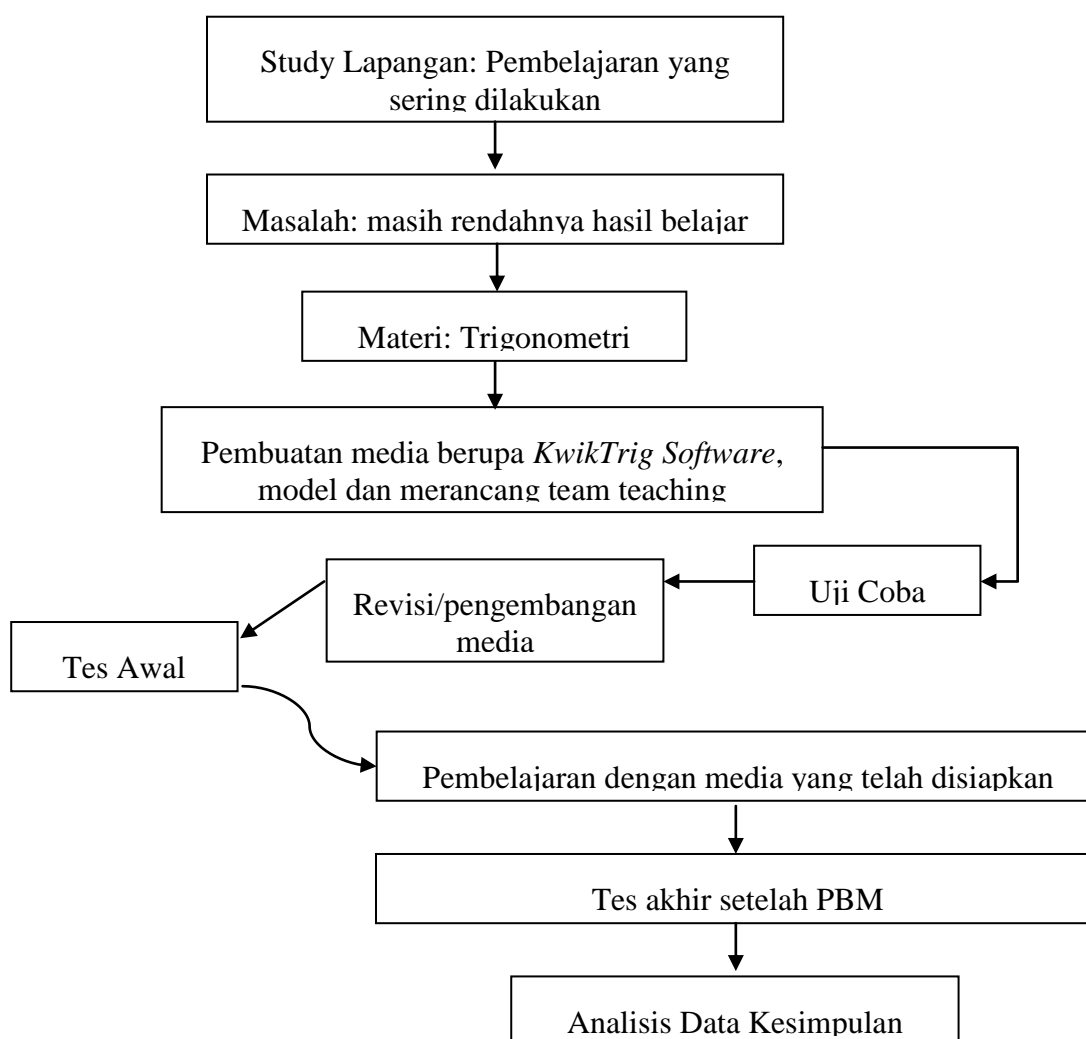 Study Lapangan: Pembelajaran yang
sering dilakukan
Masalah: masih rendahnya hasil belajar
Materi: Trigonometri
Pembuatan media berupa KwikTrig Software,
model dan merancang team teaching
Uji Coba
Revisi/pengembangan
media
Tes Awal
Pembelajaran dengan media yang telah disiapkan
Tes akhir setelah PBM
Analisis Data Kesimpulan